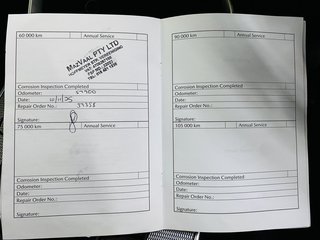 60 000 km Annual Service
MAXVAAL PTY LTD
Corrosion Inspection Completed
Odometer:
Date:
Repair Order No.:
Signature:
75 000 km Annual Service
Corrosion Inspection Completed
Odometer:
Date:
Repair Order No.:
Signature:
90 000 km Annual Service
Corrosion Inspection Completed
Odometer:
Date:
Repair Order No.:
Signature:
105 000 km Annual Service
Corrosion Inspection Completed
Odometer:
Date:
Repair Order No.:
Signature: